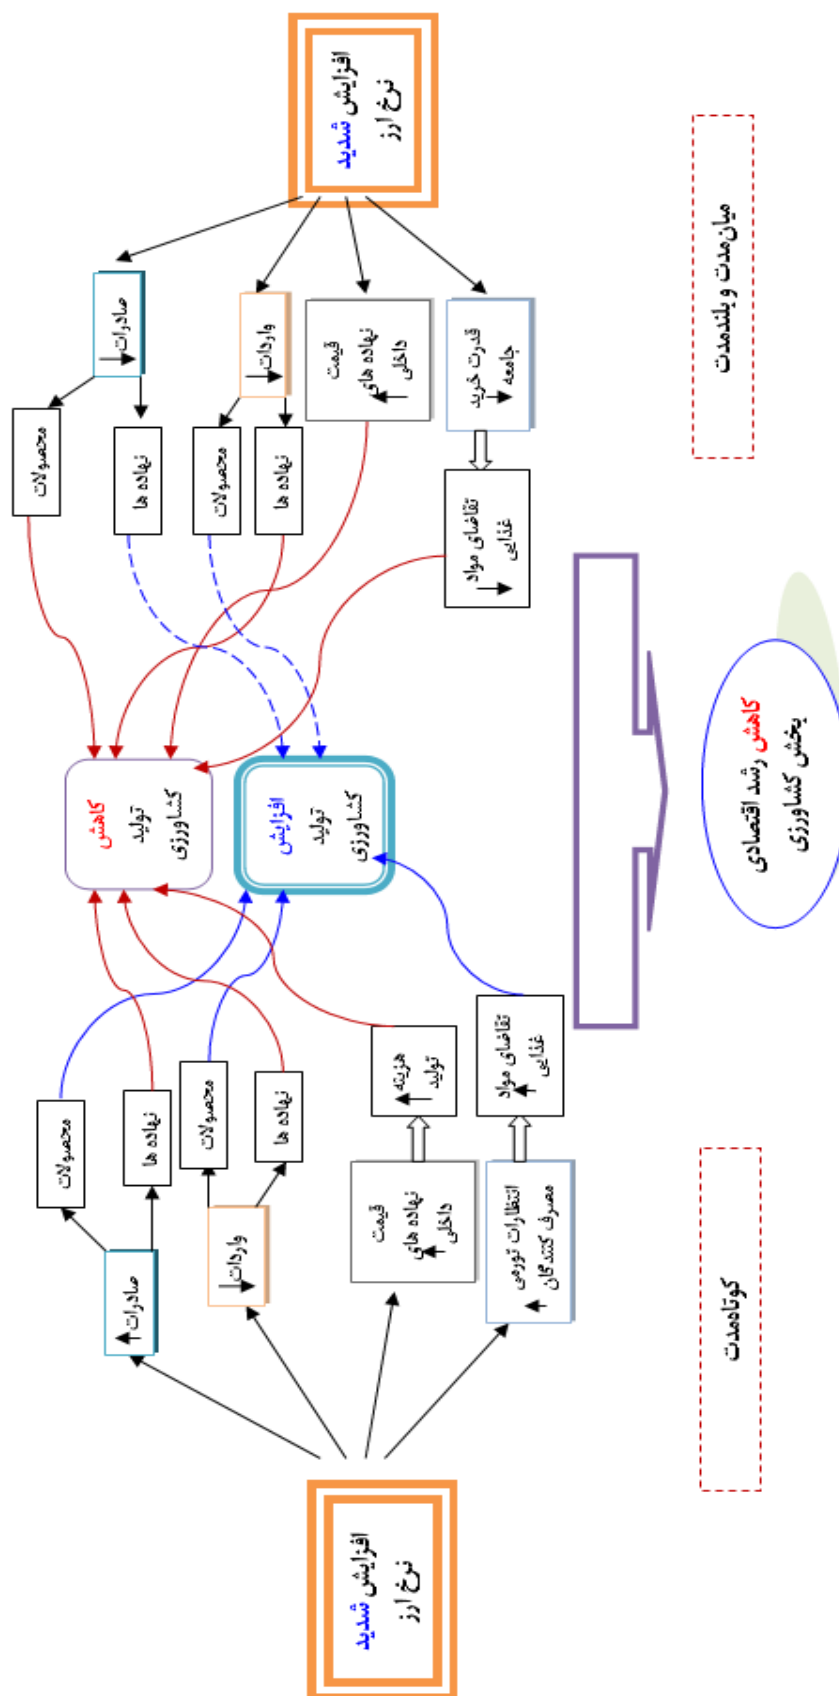 افزایش شدید
نرخ ارز
صادرات
محصولات
نهاده ها
واردات
محصولات
نهاده ها
قیمت
نهاده های
داخلی
قدرت خرید
جامعه
تقاضای مواد
غذایی
میان‌مدت و بلندمدت
کاهش
تولید
کشاورزی
افزایش
تولید
کشاورزی
کاهش رشد اقتصادی
بخش کشاورزی
محصولات
نهاده ها
صادرات
محصولات
نهاده ها
واردات
هزینه
تولید
قیمت
نهاده های
داخلی
تقاضای مواد
غذایی
انتظارات تورمی
مصرف کنندگان
کوتاه‌مدت
افزایش شدید
نرخ ارز